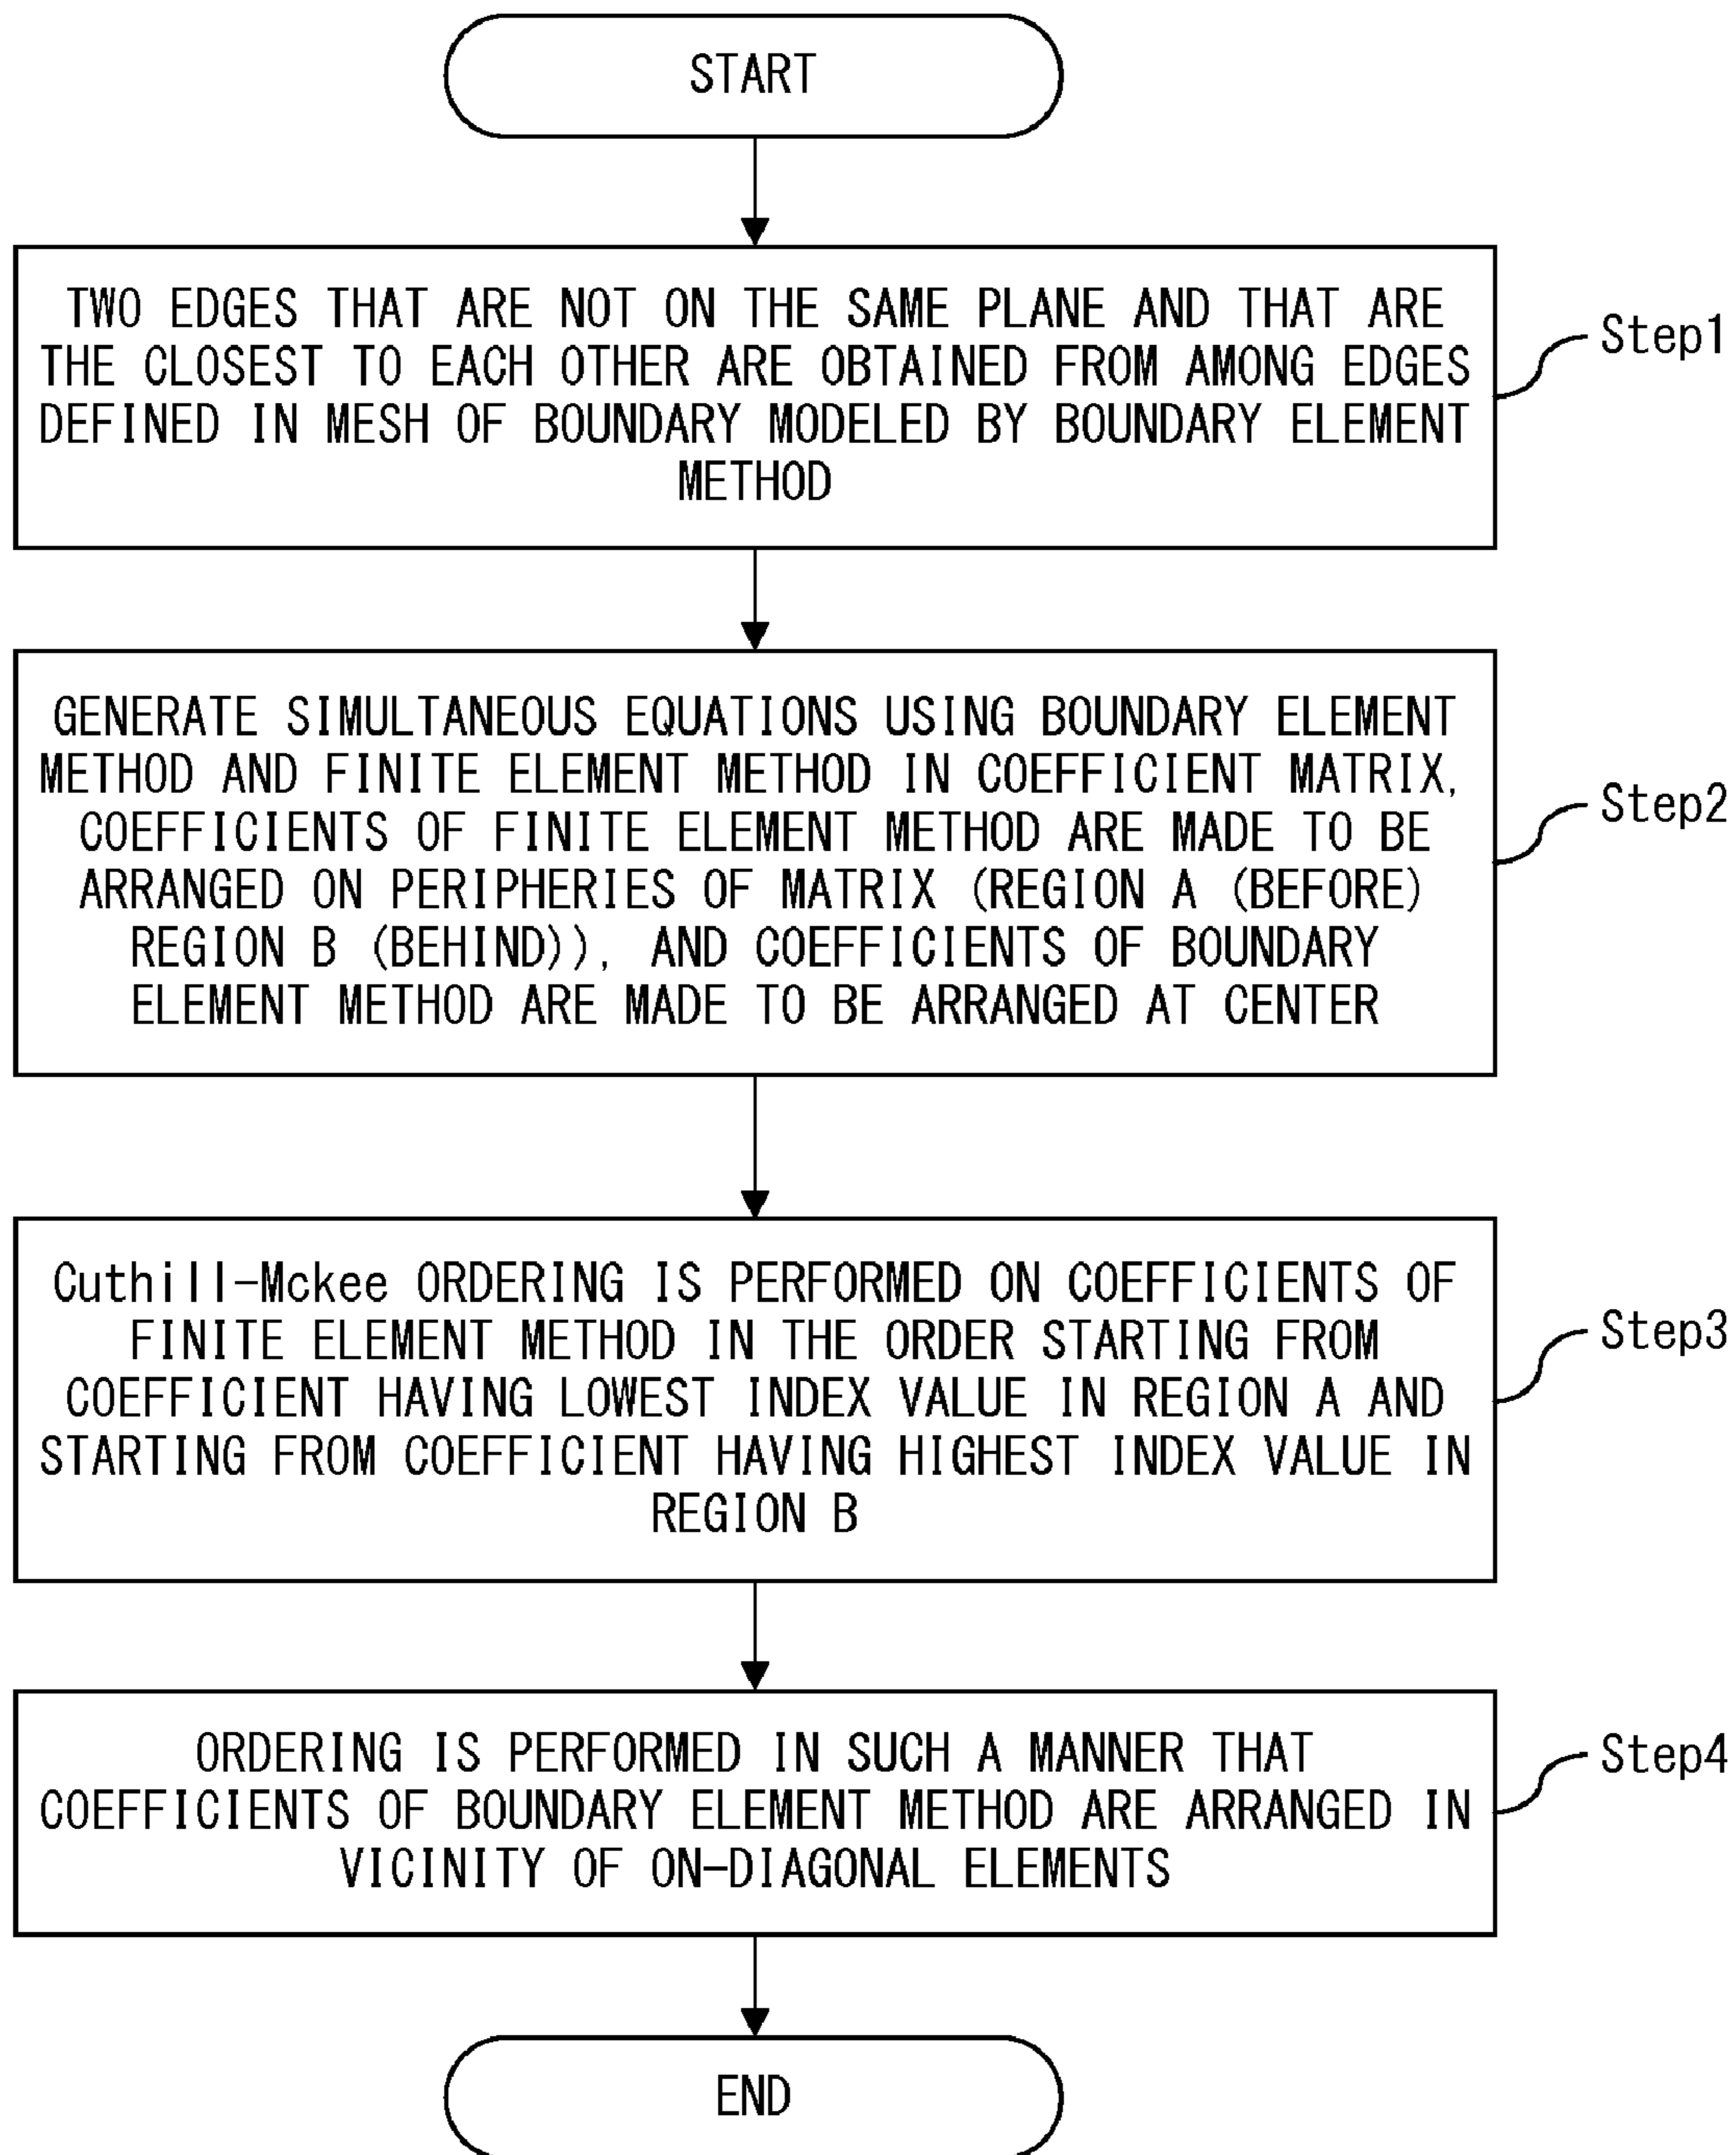 START
TWO EDGES THAT ARE NOT ON THE SAME PLANE AND THAT ARE
THE CLOSEST TO EACH OTHER ARE OBTAINED FROM AMONG EDGES
DEFINED IN MESH OF BOUNDARY MODELED BY BOUNDARY ELEMENT
METHOD
Step1
GENERATE SIMULTANEOUS EQUATIONS USING BOUNDARY ELEMENT
METHOD AND FINITE ELEMENT METHOD IN COEFFICIENT MATRIX,
COEFFICIENTS OF FINITE ELEMENT METHOD ARE MADE TO BE
ARRANGED ON PERIPHERIES OF MATRIX (REGION A (BEFORE)
REGION B (BEHIND)), AND COEFFICIENTS OF BOUNDARY
ELEMENT METHOD ARE MADE TO BE ARRANGED AT CENTER
Step2
Cuthill-Mckee ORDERING IS PERFORMED ON COEFFICIENTS OF
FINITE ELEMENT METHOD IN THE ORDER STARTING FROM
COEFFICIENT HAVING LOWEST INDEX VALUE IN REGION A AND
STARTING FROM COEFFICIENT HAVING HIGHEST INDEX VALUE IN
REGION B
Step3
ORDERING IS PERFORMED IN SUCH A MANNER THAT
COEFFICIENTS OF BOUNDARY ELEMENT METHOD ARE ARRANGED IN
VICINITY OF ON-DIAGONAL ELEMENTS
Step4
END